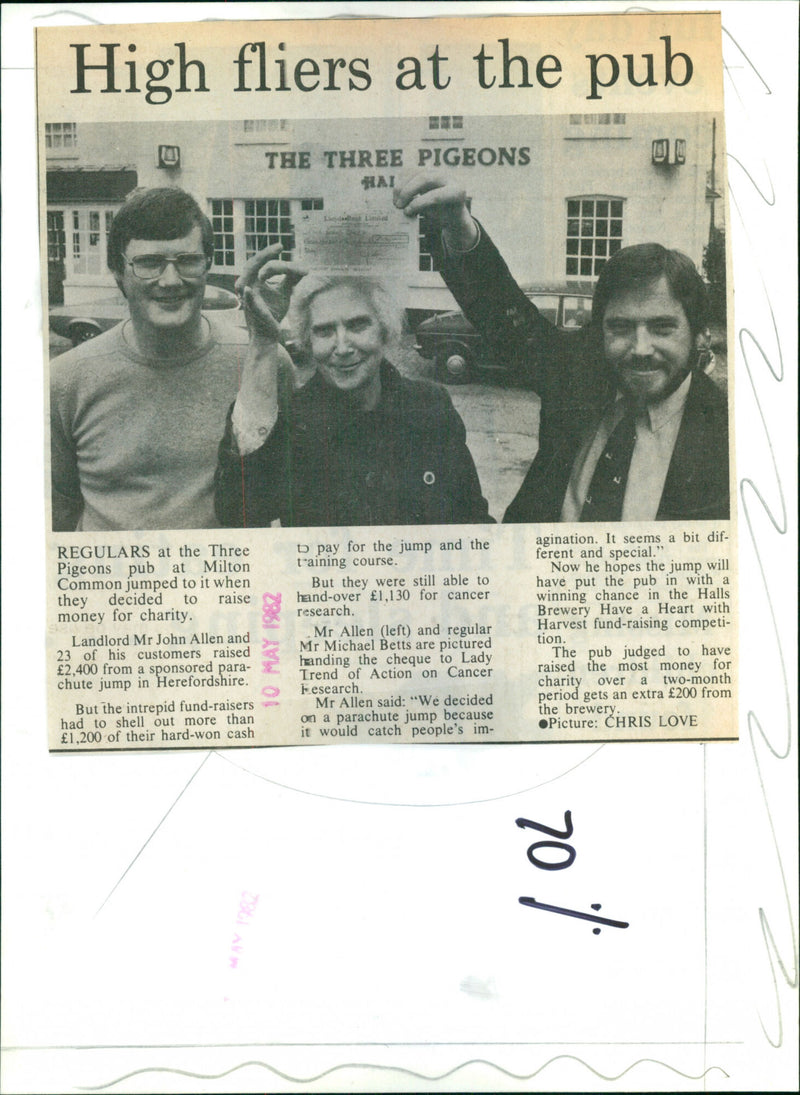 High fliers at the pub
THE THREE PIGEONS
HAL
Lloyds Bank Limited
REGULARS at the Three
Pigeons pub at Milton
Common jumped to it when
they decided to raise
money for charity.
Landlord Mr John Allen and
23 of his customers raised
£2,400 from a sponsored para-
chute jump in Herefordshire.
But the intrepid fund-raisers
had to shell out more than
£1,200 of their hard-won cash
to pay for the jump and the
training course.
But they were still able to
hand-over £1,130 for cancer
research.
Mr Allen (left) and regular
Mr Michael Betts are pictured
handing the cheque to Lady
Trend of Action on Cancer
Research.
Mr Allen said: "We decided
on a parachute jump because
it would catch people's im-
agination. It seems a bit dif-
ferent and special."
Now he hopes the jump will
have put the pub in with a
winning chance in the Halls
Brewery Have a Heart with
Harvest fund-raising competi-
tion.
The pub judged to have
raised the most money for
charity over a two-month
period gets an extra £200 from
the brewery.
●Picture: CHRIS LOVE
10 MAY 1982
MAY 1982
70 %